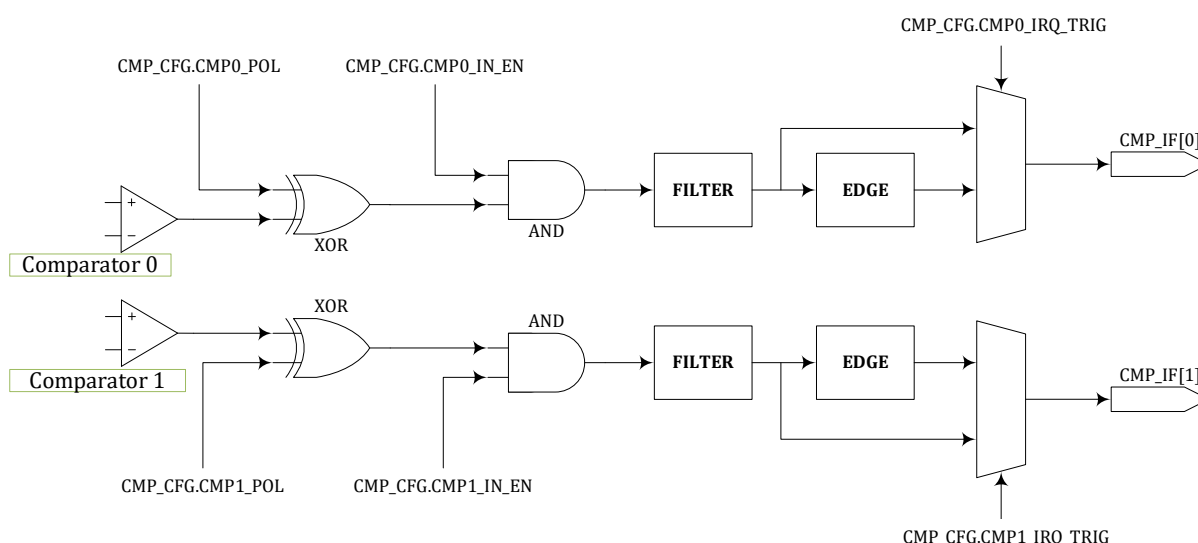 CMP_CFG.CMP0_IRQ_TRIG
CMP_CFG.CMP0_POL
CMP_CFG.CMP0_IN_EN
CMP_IF[0]
+
−
FILTER
EDGE
XOR
AND
Comparator 0
XOR
AND
+
−
FILTER
EDGE
Comparator 1
CMP_IF[1]
CMP_CFG.CMP1_POL
CMP_CFG.CMP1_IN_EN
CMP_CFG.CMP1_IRQ_TRIG